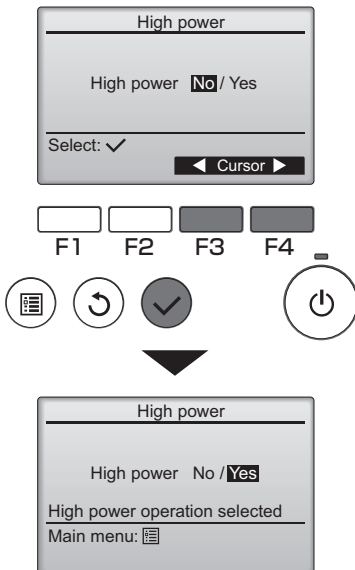 High power
High power No / Yes
Select: ✓
◀ Cursor ▶
F1 F2 F3 F4
High power
High power No / Yes
High power operation selected
Main menu: